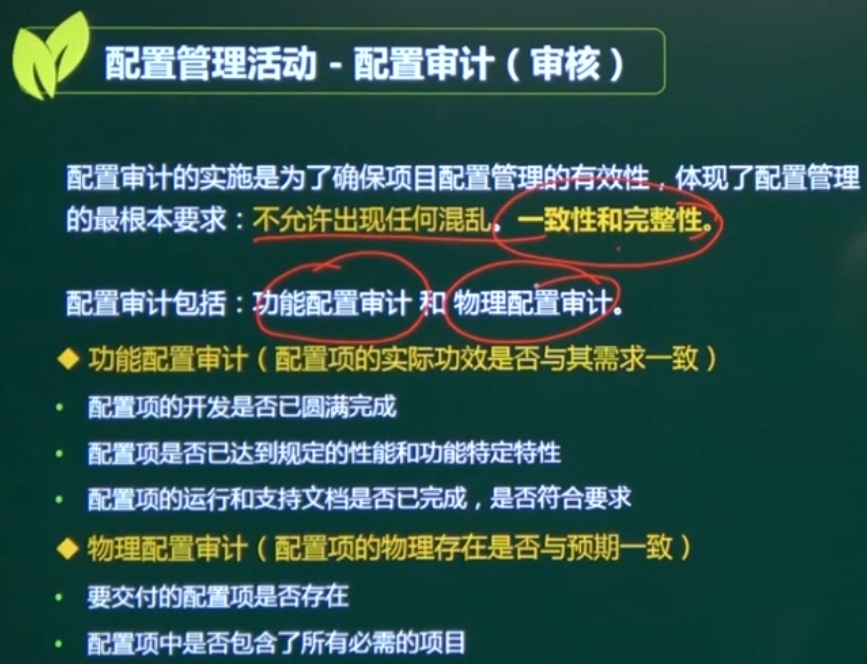 配置管理活动 - 配置审计（审核）
配置审计的实施是为了确保项目配置管理的有效性，体现了配置管理
的最根本要求：不允许出现任何混乱。一致性和完整性。
配置审计包括：功能配置审计 和 物理配置审计。
◆ 功能配置审计（配置项的实际功效是否与其需求一致）
• 配置项的开发是否已圆满完成
• 配置项是否已达到规定的性能和功能特定特性
• 配置项的运行和支持文档是否已完成，是否符合要求
◆ 物理配置审计（配置项的物理存在是否与预期一致）
• 要交付的配置项是否存在
• 配置项中是否包含了所有必需的项目